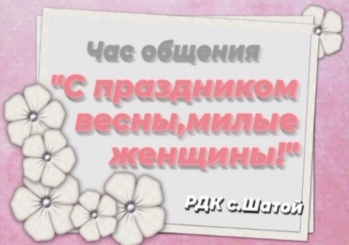 Час общения
"С праздником
весны,милые
женщины!"
РДК с.Шатой